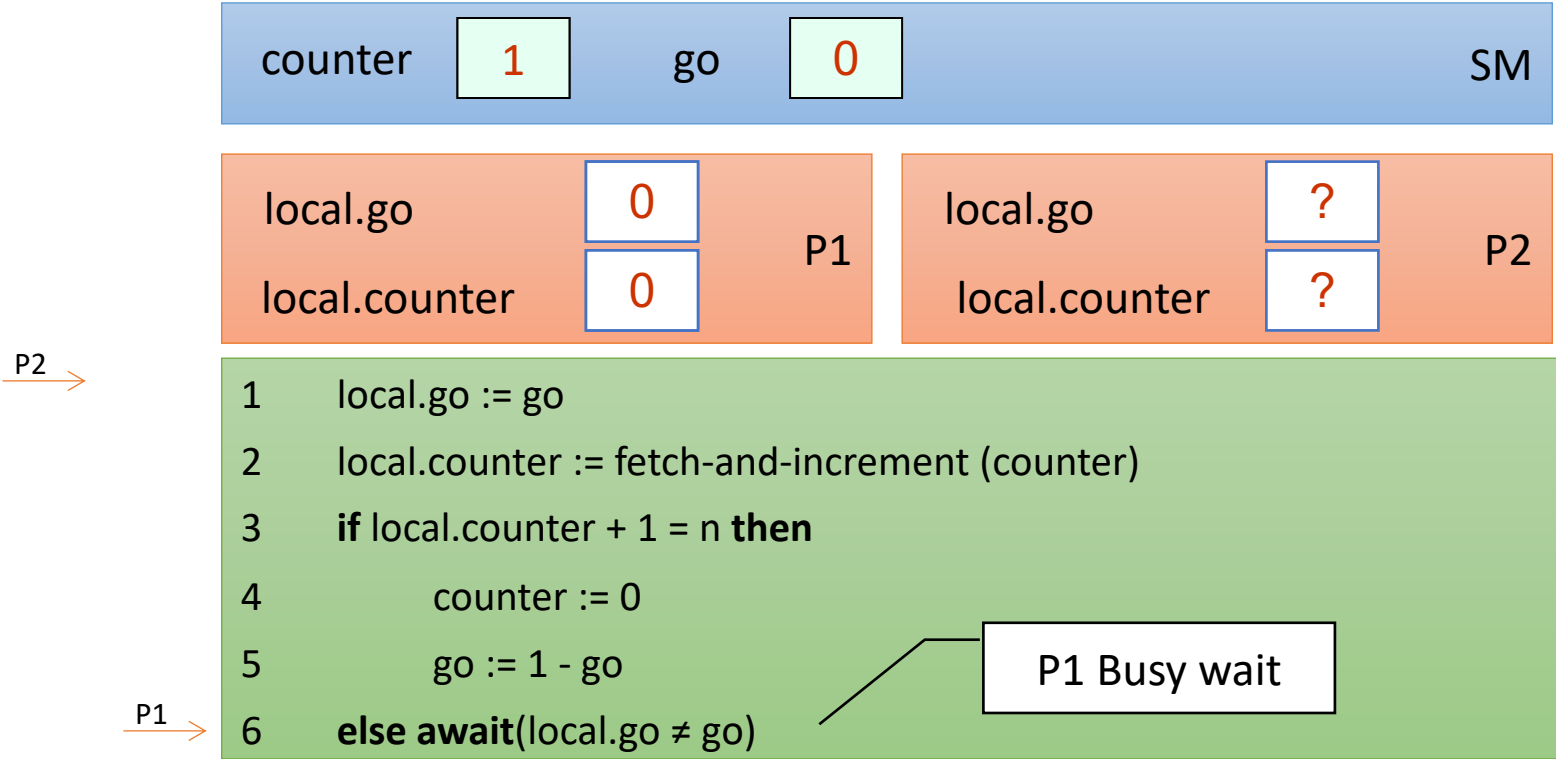 counter 1 go 0 SM
local.go 0
local.counter 0
P1
local.go ?
local.counter ?
P2
P2
1 local.go := go
2 local.counter := fetch-and-increment (counter)
3 if local.counter + 1 = n then
4 counter := 0
5 go := 1 - go
P1 Busy wait
P1
6 else await(local.go ≠ go)